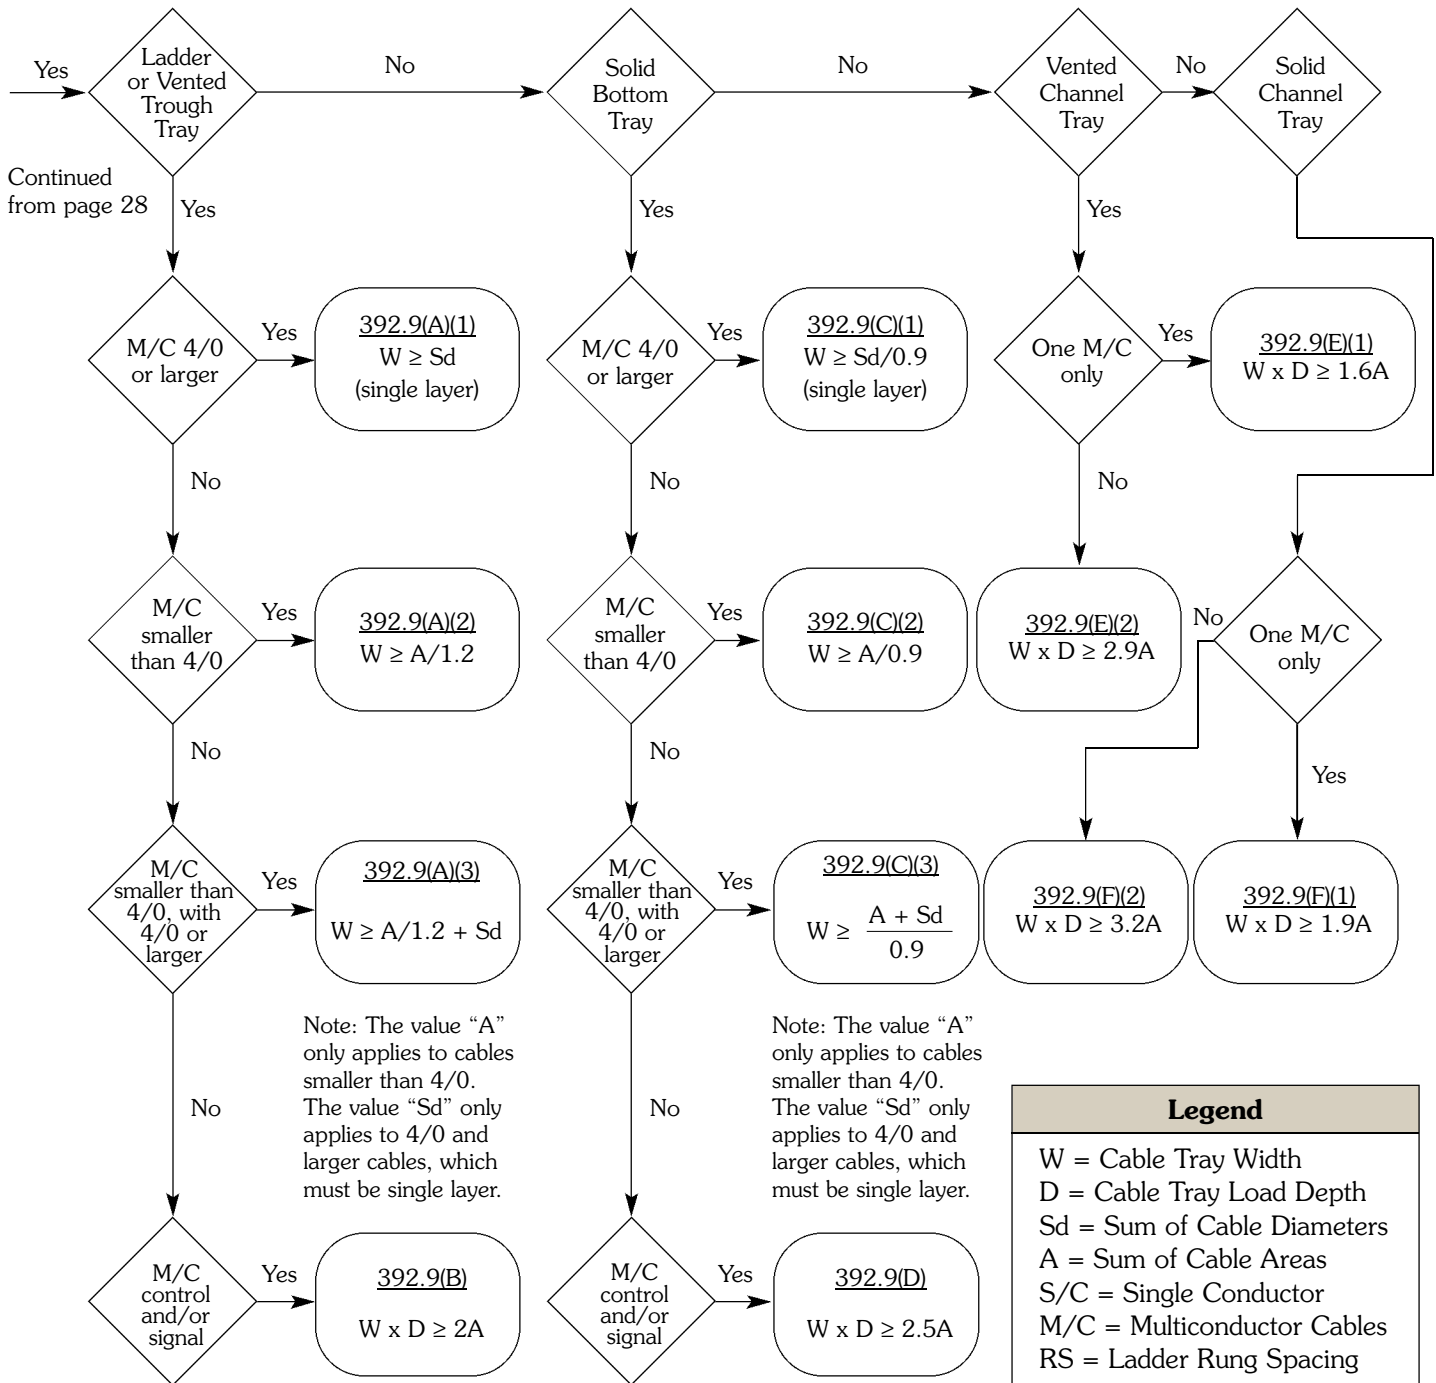 Yes
Ladder
or Vented
Trough
Tray
No
Solid
Bottom
Tray
No
Vented
Channel
Tray
No
Solid
Channel
Tray
Continued
from page 28
Yes
Yes
Yes
M/C 4/0
or larger
Yes
392.9(A)(1)
W ≥ Sd
(single layer)
M/C 4/0
or larger
Yes
392.9(C)(1)
W ≥ Sd/0.9
(single layer)
One M/C
only
Yes
392.9(E)(1)
W x D ≥ 1.6A
No
No
No
M/C
smaller
than 4/0
Yes
392.9(A)(2)
W ≥ A/1.2
M/C
smaller
than 4/0
Yes
392.9(C)(2)
W ≥ A/0.9
392.9(E)(2)
W x D ≥ 2.9A
No
One M/C
only
No
No
Yes
M/C
smaller than
4/0, with
4/0 or
larger
Yes
392.9(A)(3)
W ≥ A/1.2 + Sd
M/C
smaller than
4/0, with
4/0 or
larger
Yes
392.9(C)(3)
W ≥ A + Sd
0.9
392.9(F)(2)
W x D ≥ 3.2A
392.9(F)(1)
W x D ≥ 1.9A
No
Note: The value “A”
only applies to cables
smaller than 4/0.
The value “Sd” only
applies to 4/0 and
larger cables, which
must be single layer.
No
Note: The value “A”
only applies to cables
smaller than 4/0.
The value “Sd” only
applies to 4/0 and
larger cables, which
must be single layer.
M/C
control
and/or
signal
Yes
392.9(B)
W x D ≥ 2A
M/C
control
and/or
signal
Yes
392.9(D)
W x D ≥ 2.5A
Legend
W = Cable Tray Width
D = Cable Tray Load Depth
Sd = Sum of Cable Diameters
A = Sum of Cable Areas
S/C = Single Conductor
M/C = Multiconductor Cables
RS = Ladder Rung Spacing